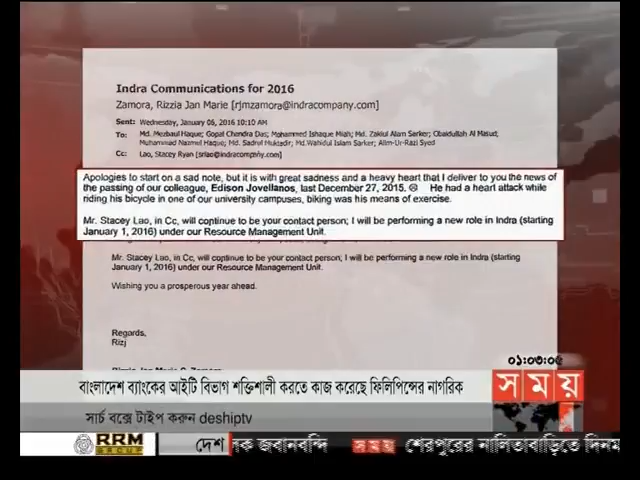 Indra Communications for 2016
Zamora, Rizzia Jan Marie [rjmzamora@indracompany.com]
Sent: Wednesday, January 06, 2016 10:10 AM
To: Md. Mezbaul Haque; Gopal Chendra Das; Mohammed Ishaque Miah; Md. Zakiul Alam Sarker; Obaidullah Al Masud;
Muhammad Nazmul Haque; Md. Sadrul Muktadir; Md.Wahidul Islam Sarker; Alim-Ur-Razi Syed
Cc: Lao, Stacey Ryan [srlao@indracompany.com]
Apologies to start on a sad note, but it is with great sadness and a heavy heart that I deliver to you the news of
the passing of our colleague, Edison Jovellanos, last December 27, 2015. ☹ He had a heart attack while
riding his bicycle in one of our university campuses, biking was his means of exercise.
Mr. Stacey Lao, in Cc, will continue to be your contact person; I will be performing a new role in Indra (starting
January 1, 2016) under our Resource Management Unit.
Mr. Stacey Lao, in Cc, will continue to be your contact person; I will be performing a new role in Indra (starting
January 1, 2016) under our Resource Management Unit.
Wishing you a prosperous year ahead.
Regards,
Rizj
০১:০৩:০৫
বাংলাদেশ ব্যাংকের আইটি বিভাগ শক্তিশালী করতে কাজ করেছে ফিলিপিন্সের নাগরিক
সময়
সার্চ বক্সে টাইপ করুন deshiptv
RRM
GROUP
দেশ
ক জবানবন্দি সময় শেরপুরের নালিতাবাড়িতে দিনম